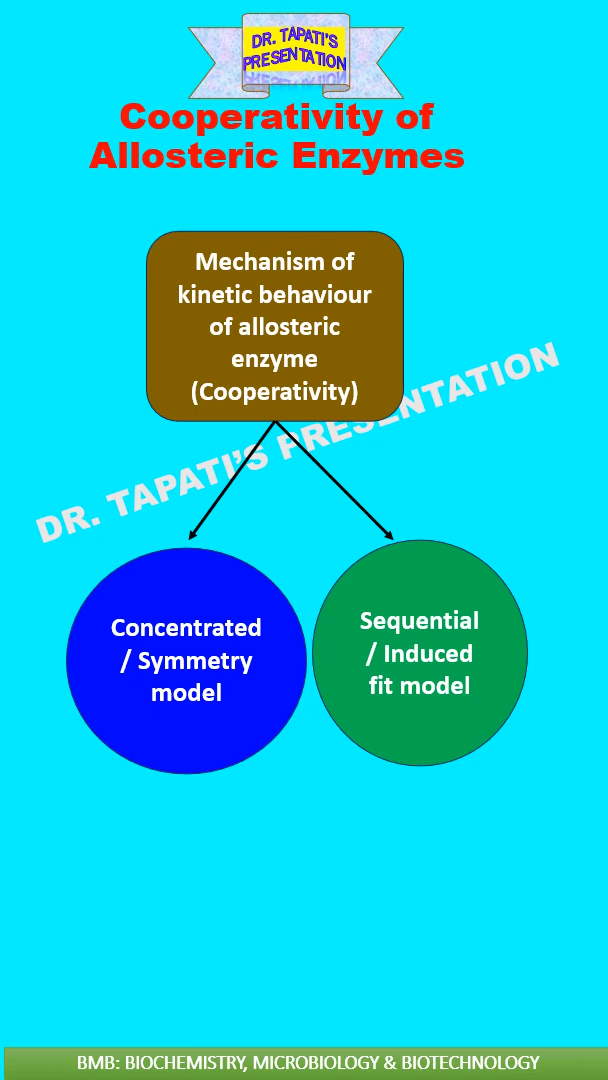 DR. TAPATI'S
PRESENTATION
Cooperativity of
Allosteric Enzymes
Mechanism of
kinetic behaviour
of allosteric
enzyme
(Cooperativity)
DR. TAPATI'S PRESENTATION
Concentrated
/ Symmetry
model
Sequential
/ Induced
fit model
BMB: BIOCHEMISTRY, MICROBIOLOGY & BIOTECHNOLOGY